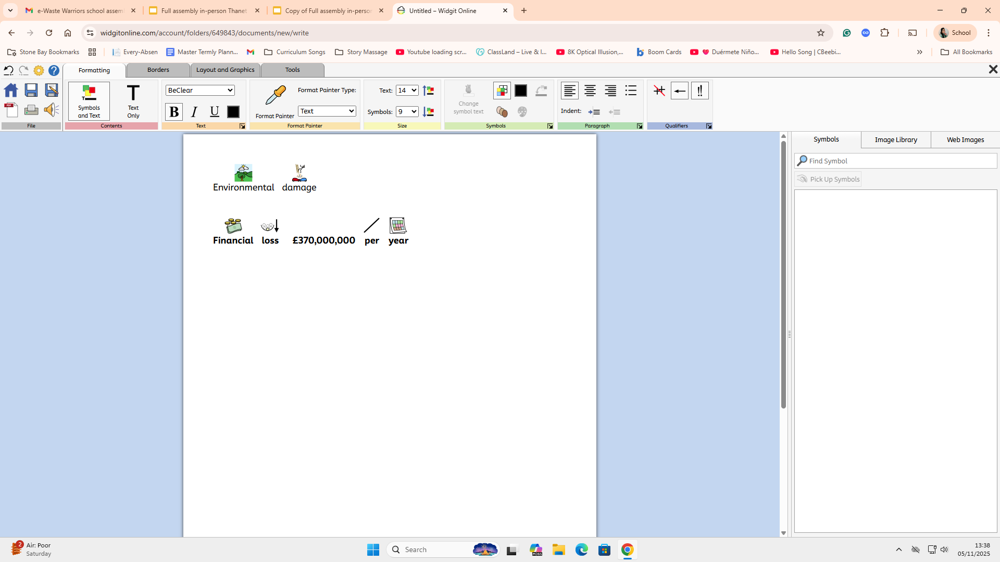 e-Waste Warriors school assem
Full assembly in-person Thanet
Copy of Full assembly in-person
Untitled – Widgit Online
widgitonline.com/account/folders/649843/documents/new/write
School
Stone Bay Bookmarks
Every-Absen
Master Termly Plann...
Curriculum Songs
Story Massage
Youtube loading scr...
ClassLand – Live & I...
8K Optical Illusion,...
Boom Cards
Duérmete Niño...
Hello Song | CBeebi...
All Bookmarks
Formatting
Borders
Layout and Graphics
Tools
BeClear
Format Painter Type:
Text: 14
Symbols and Text
Text Only
B I U
Format Painter
Text
Symbols: 9
Change symbol text
Indent:
File
Contents
Text
Format Painter
Size
Symbols
Paragraph
Qualifiers
Symbols
Image Library
Web Images
Find Symbol
Pick Up Symbols
Environmental damage
Financial loss £370,000,000 per year
2
Air: Poor
Saturday
Search
M365
13:38
05/11/2025